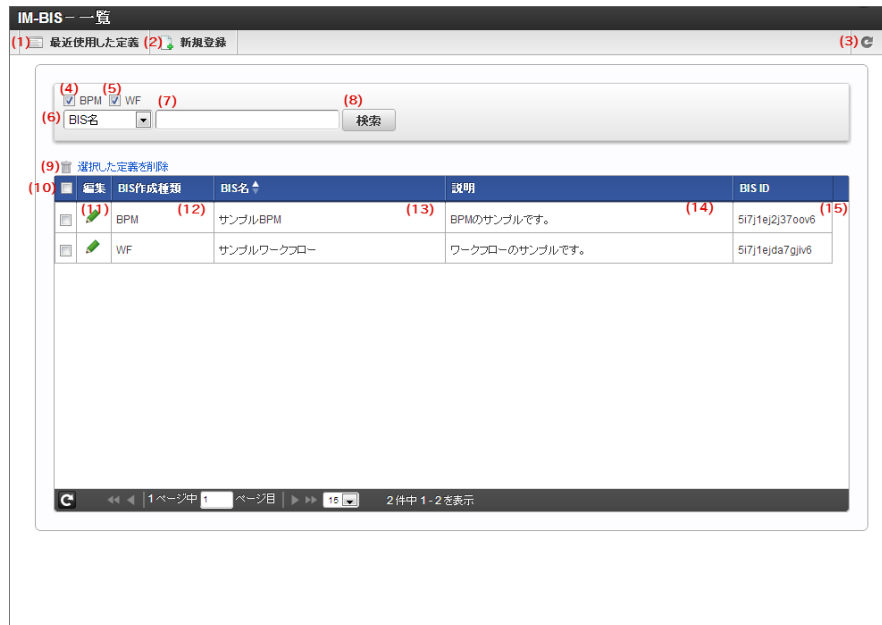 IM-BIS－一覧
(1) 最近使用した定義 (2) 新規登録 (3)
(4) (5)
BPM WF (7) (8)
(6) BIS名 検索
(9) 選択した定義を削除
(10) 編集 BIS作成種類 BIS名 説明 BIS ID
(11) BPM (12) サンプルBPM (13) BPMのサンプルです。 (14) 5i7j1ej2j37oov6 (15)
WF サンプルワークフロー ワークフローのサンプルです。 5i7j1ejda7gjiv6
1ページ中 1 ページ目 15 2件中 1 - 2 を表示